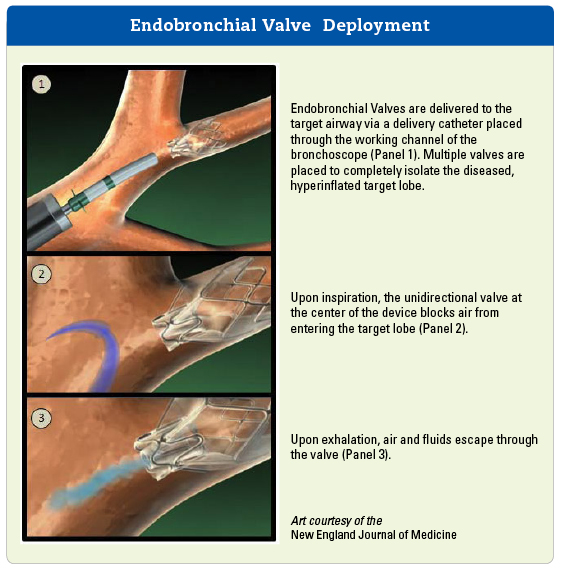 Endobronchial Valve Deployment
1
Endobronchial Valves are delivered to the
target airway via a delivery catheter placed
through the working channel of the
bronchoscope (Panel 1). Multiple valves are
placed to completely isolate the diseased,
hyperinflated target lobe.
2
Upon inspiration, the unidirectional valve at
the center of the device blocks air from
entering the target lobe (Panel 2).
3
Upon exhalation, air and fluids escape through
the valve (Panel 3).
Art courtesy of the
New England Journal of Medicine